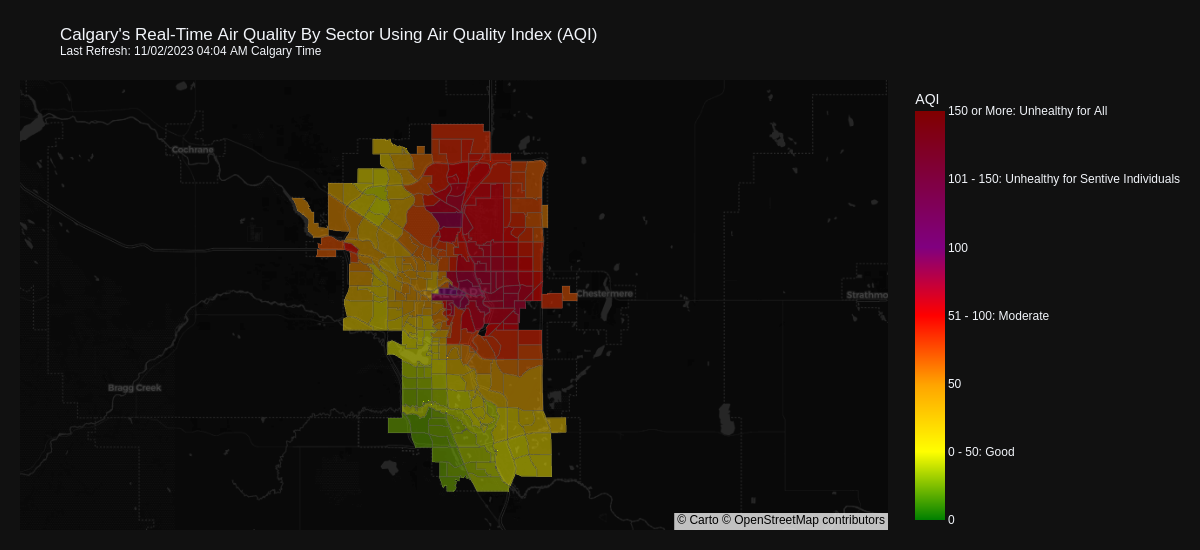 Calgary's Real-Time Air Quality By Sector Using Air Quality Index (AQI)
Last Refresh: 11/02/2023 04:04 AM Calgary Time
AQI
150 or More: Unhealthy for All
Cochrane
101 - 150: Unhealthy for Sentive Individuals
100
Chestermere
Strathmo
51 - 100: Moderate
Bragg Creek
50
0 - 50: Good
0
© Carto © OpenStreetMap contributors